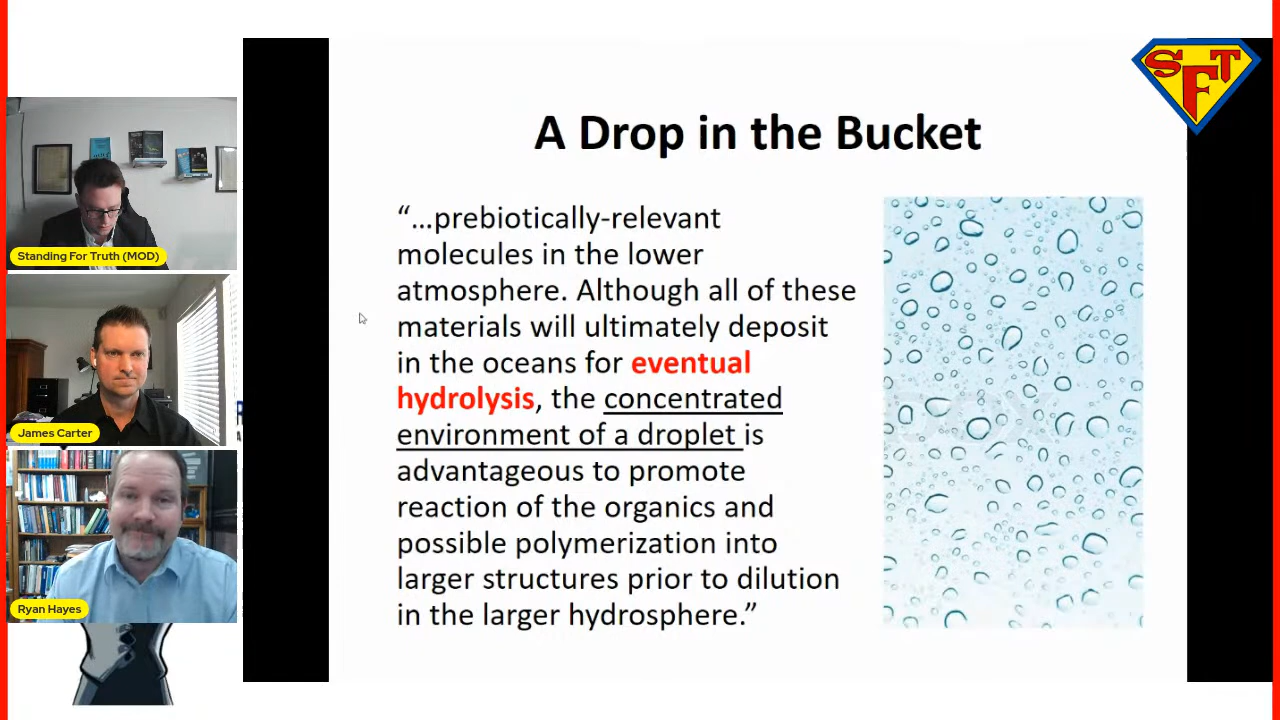 SFT
A Drop in the Bucket
“...prebiotically-relevant
molecules in the lower
atmosphere. Although all of these
materials will ultimately deposit
in the oceans for eventual
hydrolysis, the concentrated
environment of a droplet is
advantageous to promote
reaction of the organics and
possible polymerization into
larger structures prior to dilution
in the larger hydrosphere.”
Standing For Truth (MOD)
James Carter
Ryan Hayes